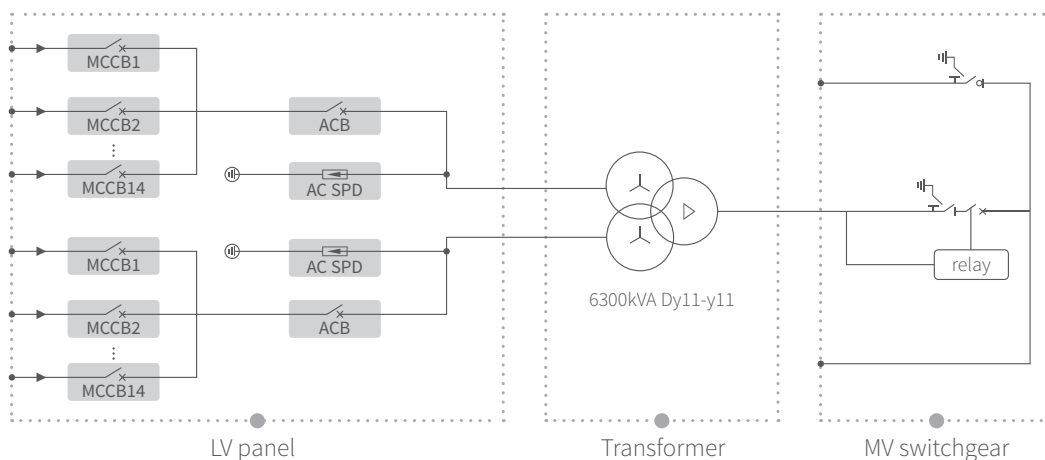 MCCB1
MCCB2
ACB
⋮
MCCB14
AC SPD
MCCB1
AC SPD
MCCB2
ACB
⋮
MCCB14
6300kVA Dy11-y11
relay
LV panel
Transformer
MV switchgear